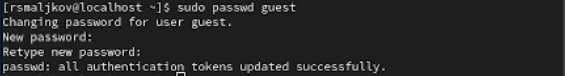 [rsmaljkov@localhost ~]$ sudo passwd guest
Changing password for user guest.
New password:
Retype new password:
passwd: all authentication tokens updated successfully.